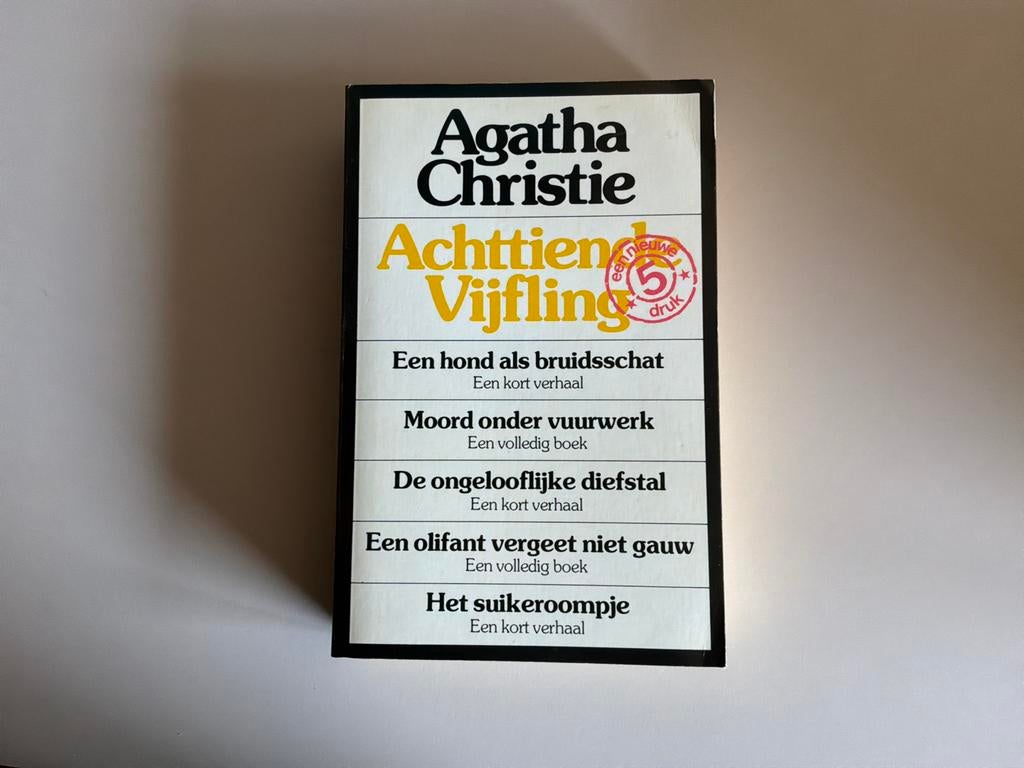 Agatha
Christie
Achttiende
Vijfling
een nieuwe
5
druk
Een hond als bruidsschat
Een kort verhaal
Moord onder vuurwerk
Een volledig boek
De ongelooflijke diefstal
Een kort verhaal
Een olifant vergeet niet gauw
Een volledig boek
Het suikeroompje
Een kort verhaal